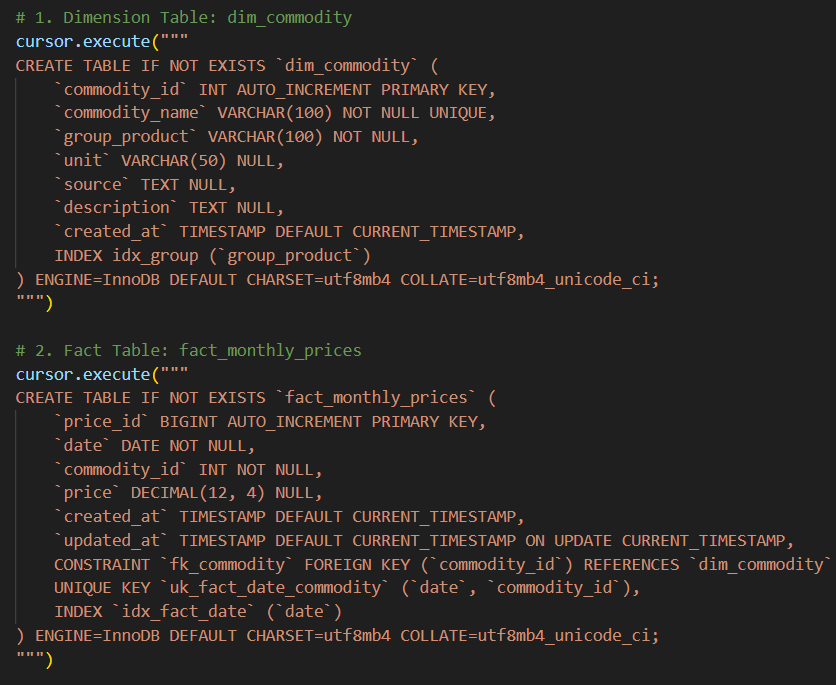 # 1. Dimension Table: dim_commodity
cursor.execute("""
CREATE TABLE IF NOT EXISTS `dim_commodity` (
    `commodity_id` INT AUTO_INCREMENT PRIMARY KEY,
    `commodity_name` VARCHAR(100) NOT NULL UNIQUE,
    `group_product` VARCHAR(100) NOT NULL,
    `unit` VARCHAR(50) NULL,
    `source` TEXT NULL,
    `description` TEXT NULL,
    `created_at` TIMESTAMP DEFAULT CURRENT_TIMESTAMP,
    INDEX idx_group (`group_product`)
) ENGINE=InnoDB DEFAULT CHARSET=utf8mb4 COLLATE=utf8mb4_unicode_ci;
""")
# 2. Fact Table: fact_monthly_prices
cursor.execute("""
CREATE TABLE IF NOT EXISTS `fact_monthly_prices` (
    `price_id` BIGINT AUTO_INCREMENT PRIMARY KEY,
    `date` DATE NOT NULL,
    `commodity_id` INT NOT NULL,
    `price` DECIMAL(12, 4) NULL,
    `created_at` TIMESTAMP DEFAULT CURRENT_TIMESTAMP,
    `updated_at` TIMESTAMP DEFAULT CURRENT_TIMESTAMP ON UPDATE CURRENT_TIMESTAMP,
    CONSTRAINT `fk_commodity` FOREIGN KEY (`commodity_id`) REFERENCES `dim_commodity`
    UNIQUE KEY `uk_fact_date_commodity` (`date`, `commodity_id`),
    INDEX `idx_fact_date` (`date`)
) ENGINE=InnoDB DEFAULT CHARSET=utf8mb4 COLLATE=utf8mb4_unicode_ci;
""")